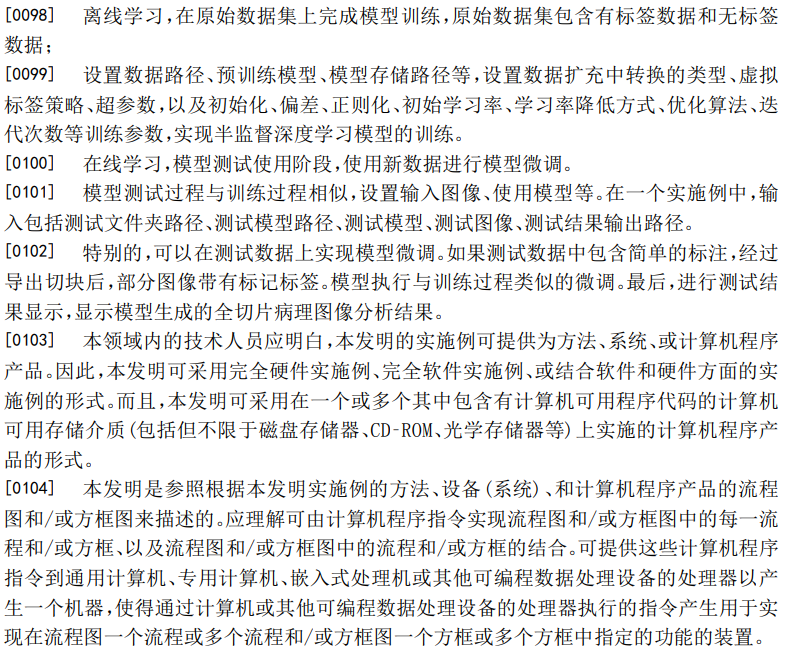 [0098] 离线学习,在原始数据集上完成模型训练,原始数据集包含有标签数据和无标签
数据;
[0099] 设置数据路径、预训练模型、模型存储路径等,设置数据扩充中转换的类型、虚拟
标签策略、超参数,以及初始化、偏差、正则化、初始学习率、学习率降低方式、优化算法、迭
代次数等训练参数,实现半监督深度学习模型的训练。
[0100] 在线学习,模型测试使用阶段,使用新数据进行模型微调。
[0101] 模型测试过程与训练过程相似,设置输入图像、使用模型等。在一个实施例中,输
入包括测试文件夹路径、测试模型路径、测试模型、测试图像、测试结果输出路径。
[0102] 特别的,可以在测试数据上实现模型微调。如果测试数据中包含简单的标注,经过
导出切块后,部分图像带有标记标签。模型执行与训练过程类似的微调。最后,进行测试结
果显示,显示模型生成的全切片病理图像分析结果。
[0103] 本领域内的技术人员应明白,本发明的实施例可提供为方法、系统、或计算机程序
产品。因此,本发明可采用完全硬件实施例、完全软件实施例、或结合软件和硬件方面的实
施例的形式。而且,本发明可采用在一个或多个其中包含有计算机可用程序代码的计算机
可用存储介质(包括但不限于磁盘存储器、CD-ROM、光学存储器等)上实施的计算机程序产
品的形式。
[0104] 本发明是参照根据本发明实施例的方法、设备(系统)、和计算机程序产品的流程
图和/或方框图来描述的。应理解可由计算机程序指令实现流程图和/或方框图中的每一流
程和/或方框、以及流程图和/或方框图中的流程和/或方框的结合。可提供这些计算机程序
指令到通用计算机、专用计算机、嵌入式处理机或其他可编程数据处理设备的处理器以产
生一个机器,使得通过计算机或其他可编程数据处理设备的处理器执行的指令产生用于实
现在流程图一个流程或多个流程和/或方框图一个方框或多个方框中指定的功能的装置。